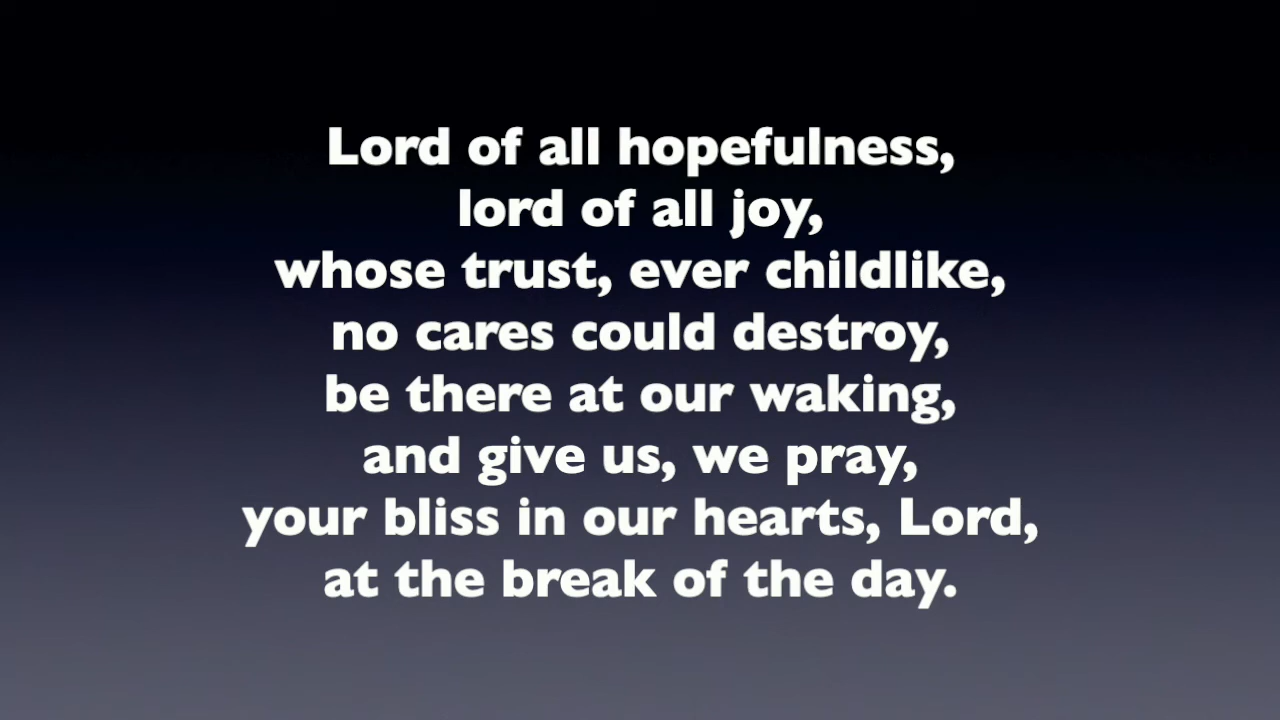 Lord of all hopefulness,
lord of all joy,
whose trust, ever childlike,
no cares could destroy,
be there at our waking,
and give us, we pray,
your bliss in our hearts, Lord,
at the break of the day.